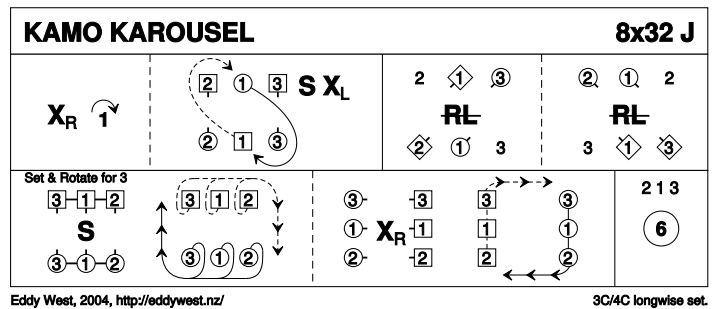 KAMO KAROUSEL 8x32 J
2 1 3 S XL 2 1 3 2 1 2
XR 1 RL RL
2 1 3 2 1 3 3 1 3
Set & Rotate for 3
3 1 2 3 1 2 3 3 3 3 2 1 3
S 1 XR 1 1 1 6
3 1 2 3 1 2 2 2 2 2
Eddy West, 2004, http://eddywest.nz/ 3C/4C longwise set.